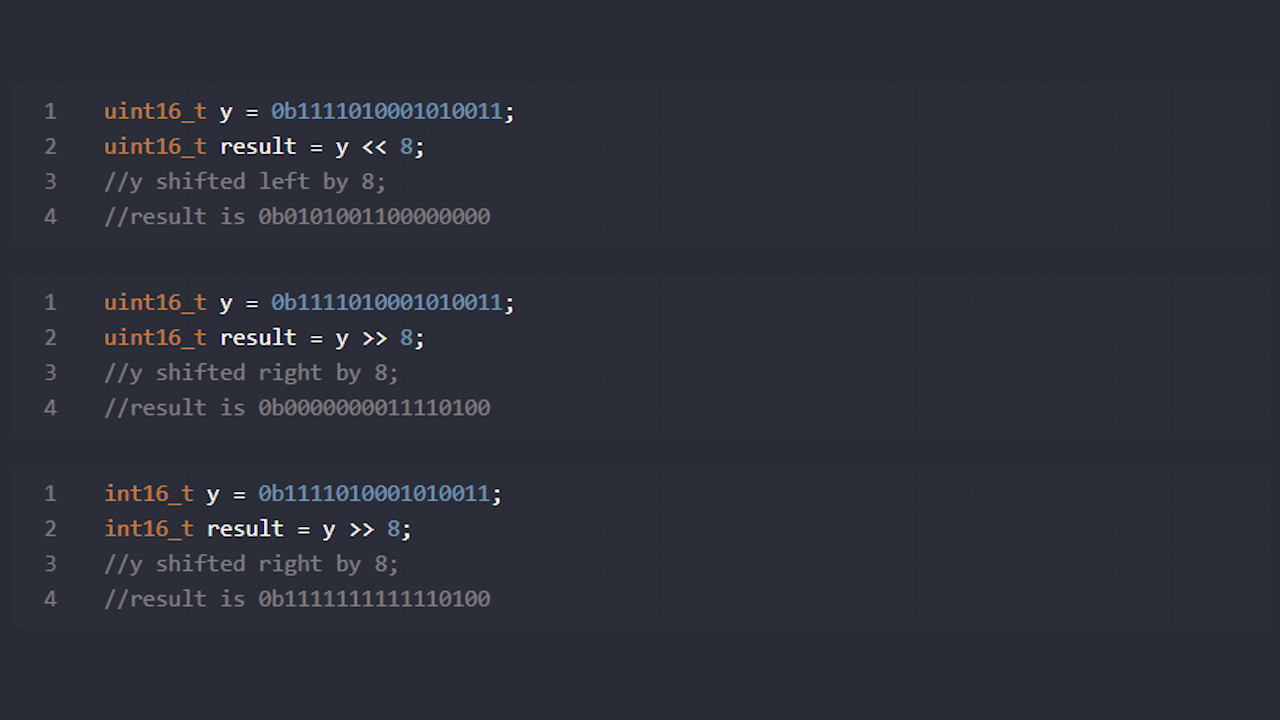 1 uint16_t y = 0b1111010001010011;
2 uint16_t result = y << 8;
3 //y shifted left by 8;
4 //result is 0b0101001100000000
1 uint16_t y = 0b1111010001010011;
2 uint16_t result = y >> 8;
3 //y shifted right by 8;
4 //result is 0b0000000011110100
1 int16_t y = 0b1111010001010011;
2 int16_t result = y >> 8;
3 //y shifted right by 8;
4 //result is 0b1111111111110100